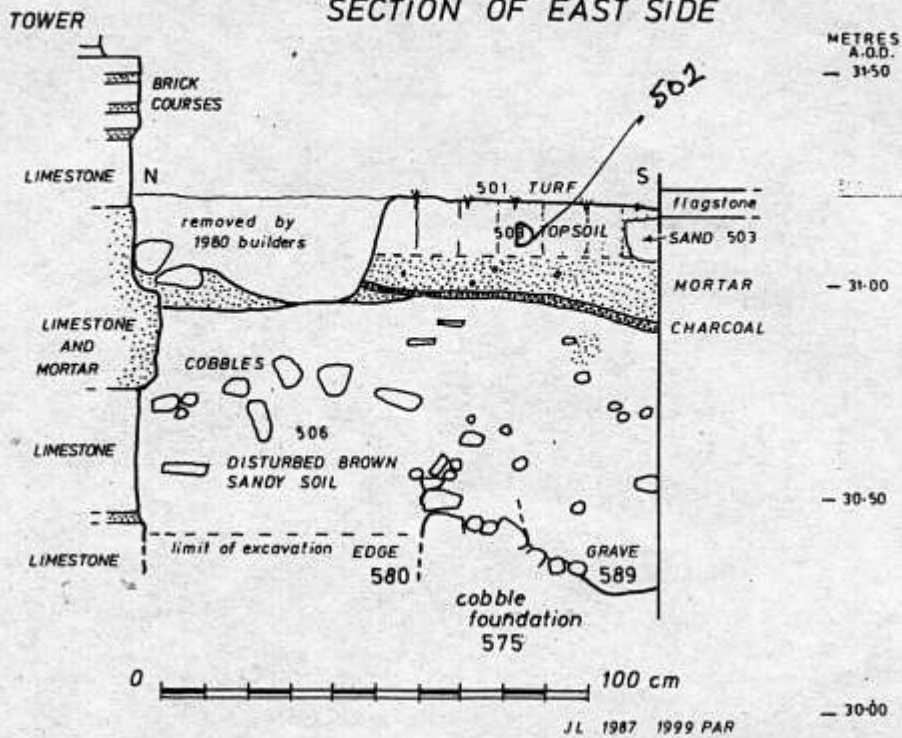 SECTION OF EAST SIDE
TOWER
METRES
A.O.D.
31·50
BRICK
COURSES
502
LIMESTONE
N
S
501 TURF
flagstone
removed by
1980 builders
TOPSOIL
SAND 503
MORTAR
31·00
CHARCOAL
LIMESTONE
AND
MORTAR
COBBLES
506
LIMESTONE
DISTURBED BROWN
SANDY SOIL
30·50
limit of excavation
EDGE
580
GRAVE
589
LIMESTONE
cobble
foundation
575
0
100 cm
30·00
JL 1987 1999 PAR